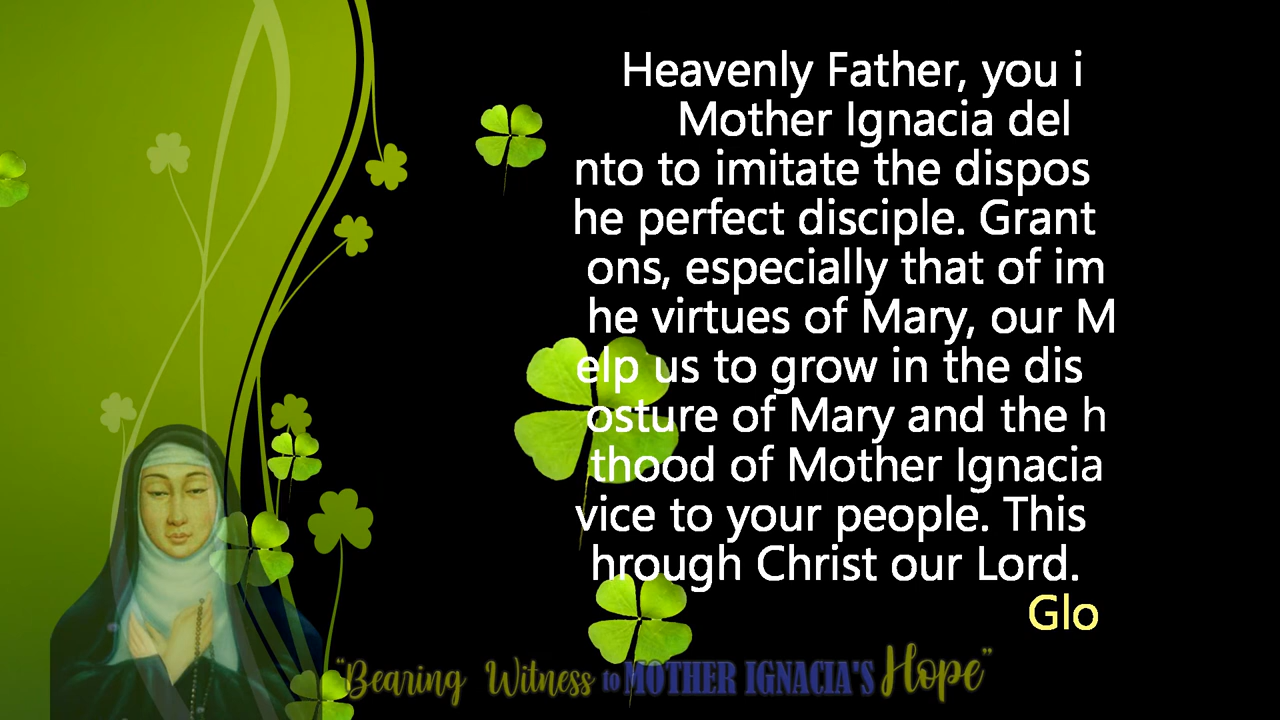 Heavenly Father, you i
Mother Ignacia del
nto to imitate the dispos
he perfect disciple. Grant
ons, especially that of im
he virtues of Mary, our M
elp us to grow in the dis
osture of Mary and the h
thood of Mother Ignacia
vice to your people. This
hrough Christ our Lord.
Glo
"Bearing Witness to MOTHER IGNACIA'S Hope"